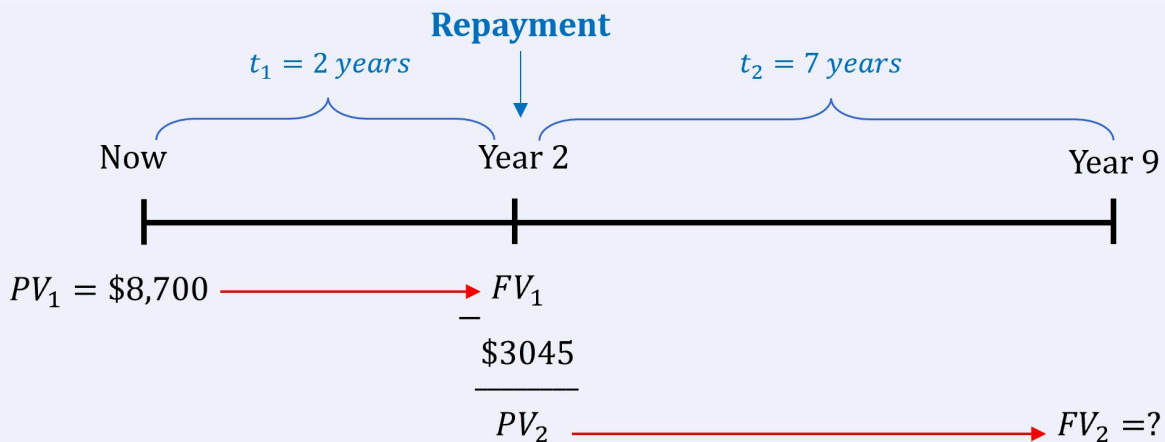 Repayment
t₁ = 2 years
t₂ = 7 years
Now
Year 2
Year 9
PV₁ = $8,700
FV₁
−
$3045
PV₂
FV₂ =?